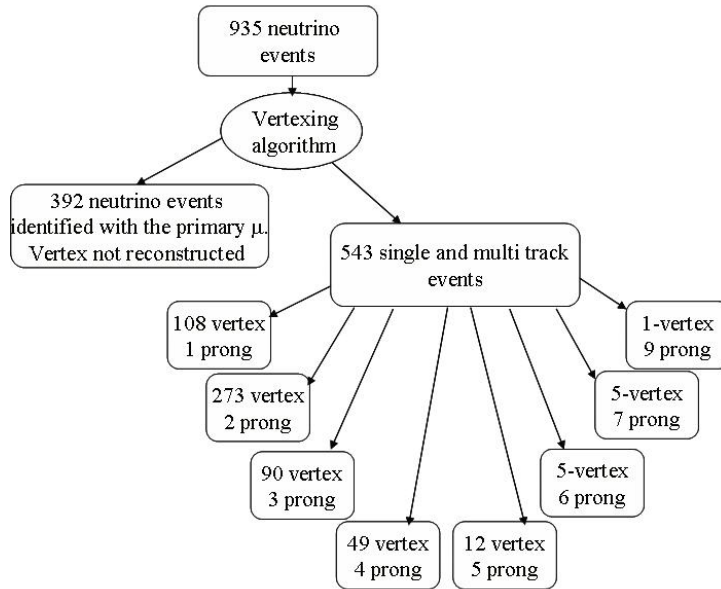 935 neutrino
events
Vertexing
algorithm
392 neutrino events
identified with the primary μ.
Vertex not reconstructed
543 single and multi track
events
108 vertex
1 prong
273 vertex
2 prong
90 vertex
3 prong
49 vertex
4 prong
12 vertex
5 prong
5-vertex
6 prong
5-vertex
7 prong
1-vertex
9 prong